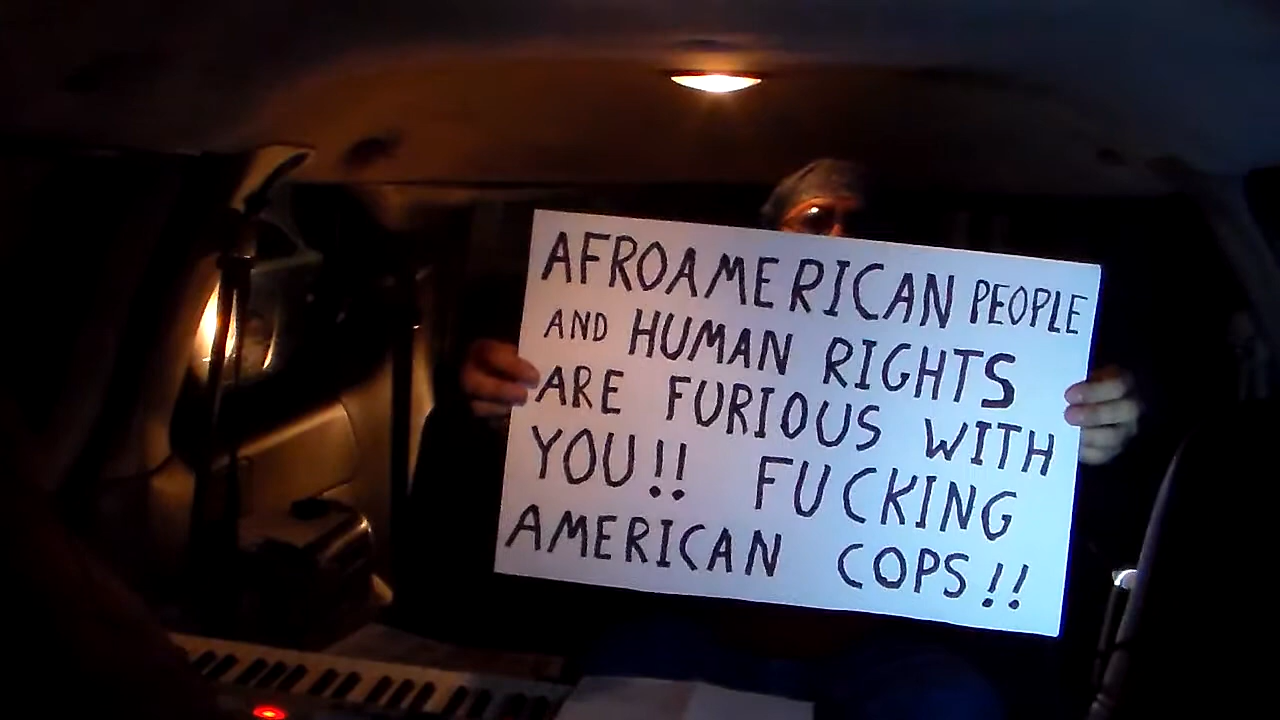 AFROAMERICAN PEOPLE
AND HUMAN RIGHTS
ARE FURIOUS WITH
YOU!! FUCKING
AMERICAN COPS!!